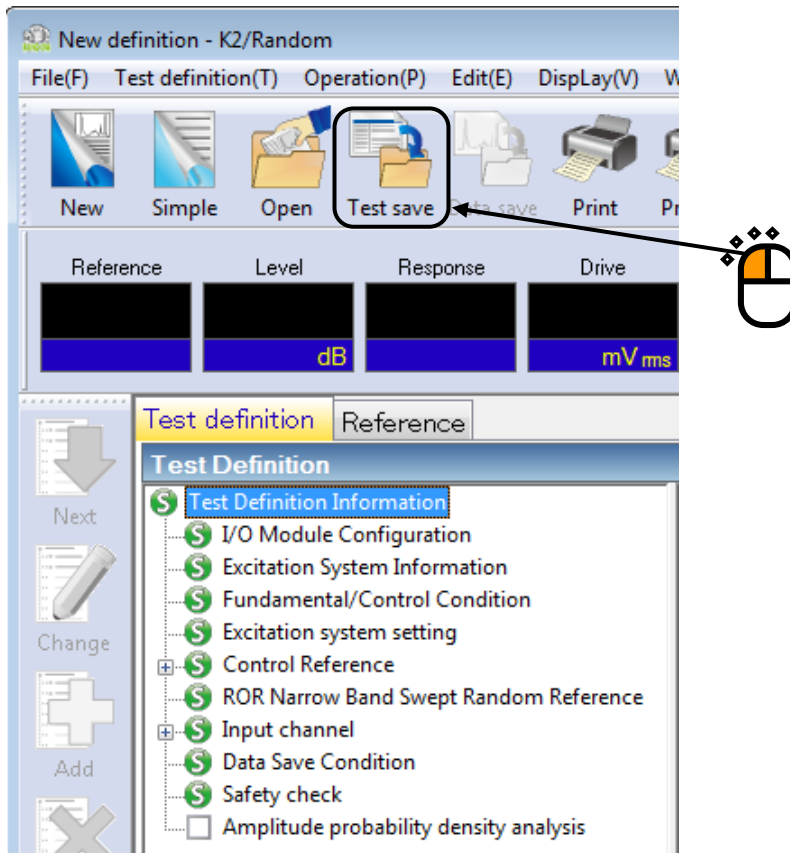 New definition - K2/Random
File(F) Test definition(T) Operation(P) Edit(E) DispLay(V) W
New Simple Open Test save Data save Print Pr
Reference Level Response Drive
dB mV rms
Test definition Reference
Test Definition
Test Definition Information
I/O Module Configuration
Excitation System Information
Fundamental/Control Condition
Excitation system setting
Control Reference
ROR Narrow Band Swept Random Reference
Input channel
Data Save Condition
Safety check
Amplitude probability density analysis
Next
Change
Add